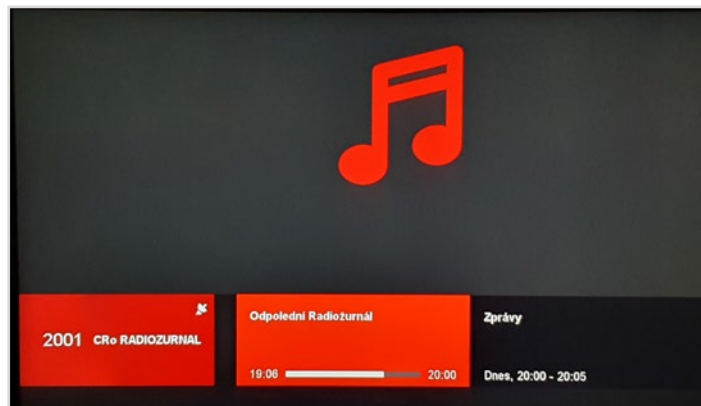 2001 CRo RADIOZURNAL
Odpolední Radiožurnál
19:06 20:00
Zprávy
Dnes, 20:00 - 20:05